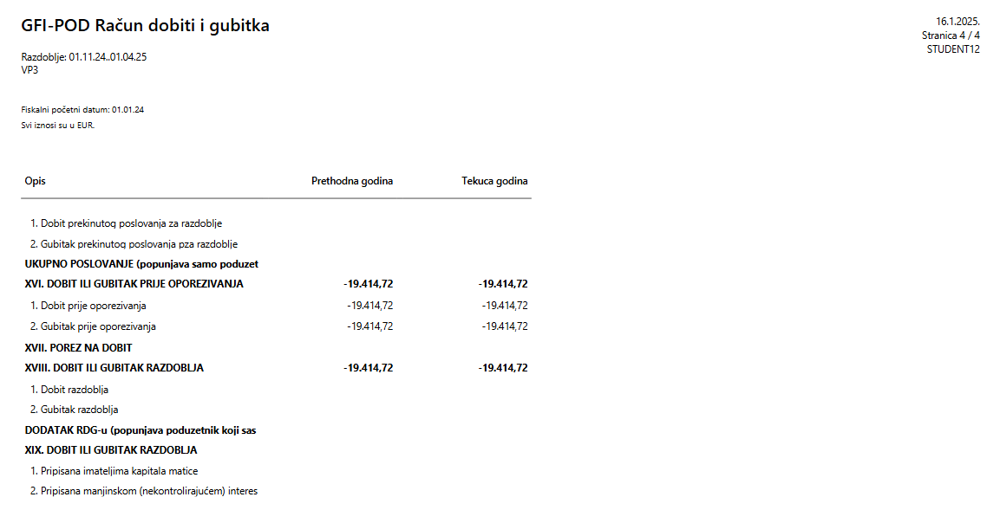 GFI-POD Račun dobiti i gubitka
16.1.2025.
Stranica 4 / 4
STUDENT12
Razdoblje: 01.11.24..01.04.25
VP3
Fiskalni početni datum: 01.01.24
Svi iznosi su u EUR.
Opis Prethodna godina Tekuca godina
1. Dobit prekinutog poslovanja za razdoblje
2. Gubitak prekinutog poslovanja pza razdoblje
UKUPNO POSLOVANJE (popunjava samo poduzet
XVI. DOBIT ILI GUBITAK PRIJE OPOREZIVANJA -19.414,72 -19.414,72
1. Dobit prije oporezivanja -19.414,72 -19.414,72
2. Gubitak prije oporezivanja -19.414,72 -19.414,72
XVII. POREZ NA DOBIT
XVIII. DOBIT ILI GUBITAK RAZDOBLJA -19.414,72 -19.414,72
1. Dobit razdoblja
2. Gubitak razdoblja
DODATAK RDG-u (popunjava poduzetnik koji sas
XIX. DOBIT ILI GUBITAK RAZDOBLJA
1. Pripisana imateljima kapitala matice
2. Pripisana manjinskom (nekontrolirajućem) interes